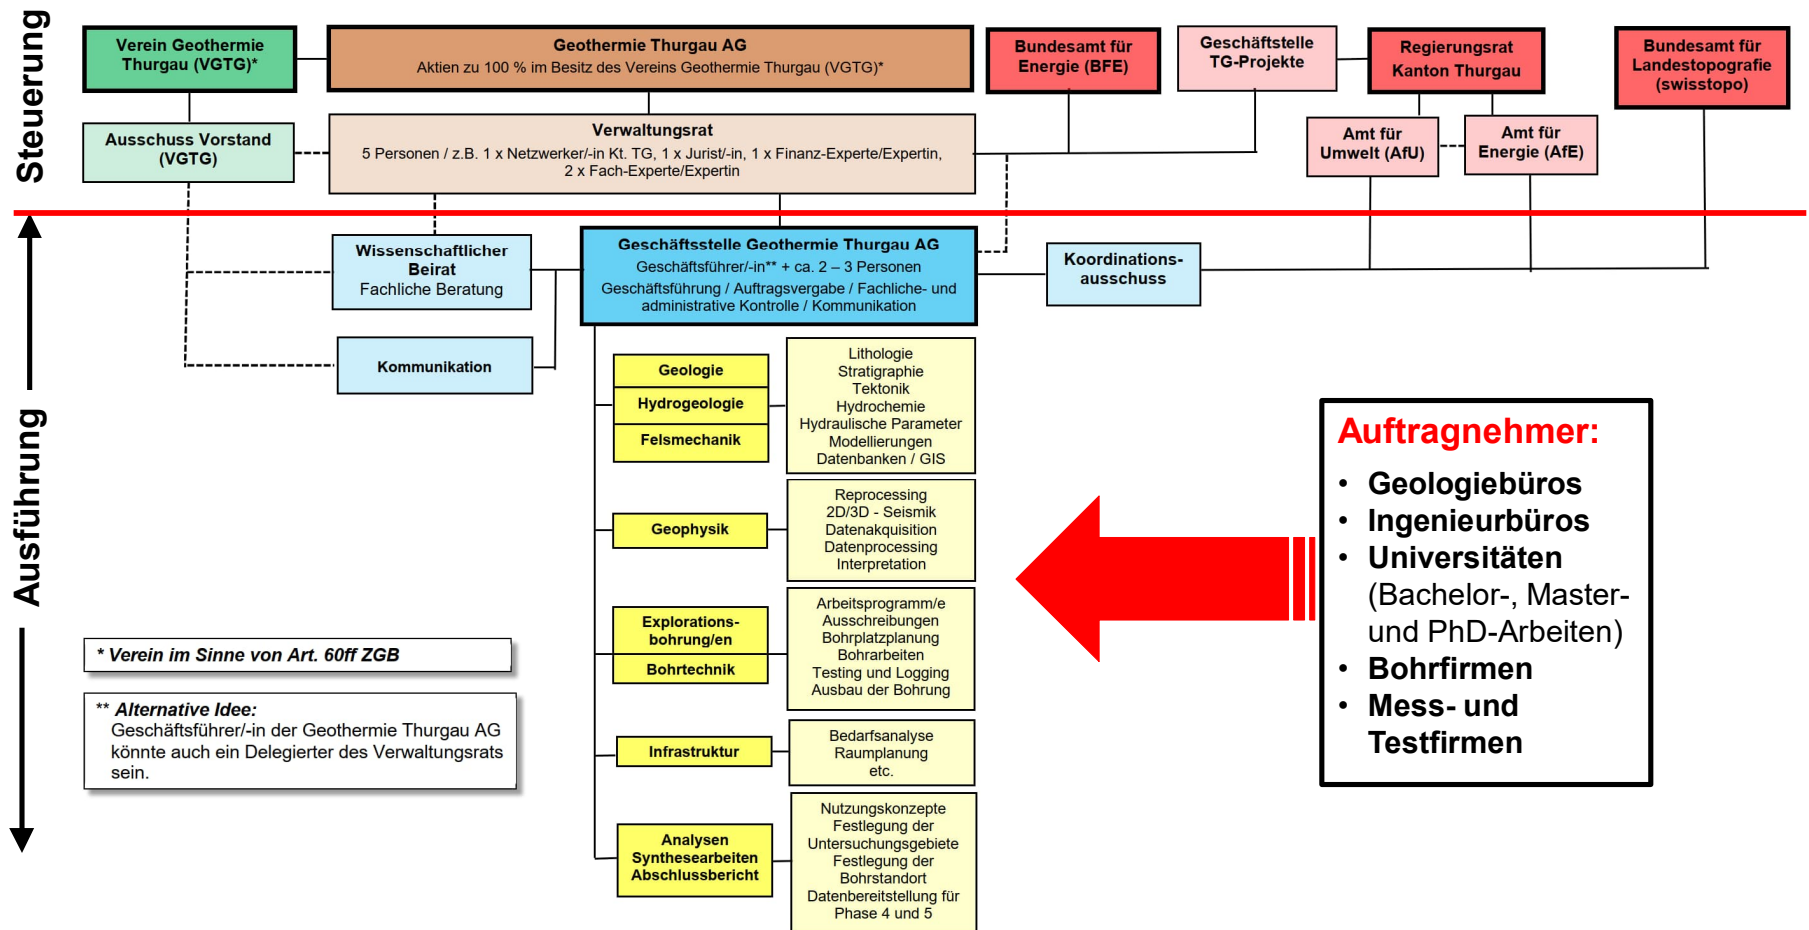 Steuerung
Verein Geothermie
Thurgau (VGTG)*
Geothermie Thurgau AG
Aktien zu 100 % im Besitz des Vereins Geothermie Thurgau (VGTG)*
Bundesamt für
Energie (BFE)
Geschäftstelle
TG-Projekte
Regierungsrat
Kanton Thurgau
Bundesamt für
Landestopografie
(swisstopo)
Ausschuss Vorstand
(VGTG)
Verwaltungsrat
5 Personen / z.B. 1 x Netzwerker/-in Kt. TG, 1 x Jurist/-in, 1 x Finanz-Experte/Expertin,
2 x Fach-Experte/Expertin
Amt für
Umwelt (AfU)
Amt für
Energie (AfE)
Ausführung
Wissenschaftlicher
Beirat
Fachliche Beratung
Geschäftsstelle Geothermie Thurgau AG
Geschäftsführer/-in** + ca. 2 – 3 Personen
Geschäftsführung / Auftragsvergabe / Fachliche- und
administrative Kontrolle / Kommunikation
Koordinations-
ausschuss
Kommunikation
Geologie
Hydrogeologie
Felsmechanik
Lithologie
Stratigraphie
Tektonik
Hydrochemie
Hydraulische Parameter
Modellierungen
Datenbanken / GIS
Geophysik
Reprocessing
2D/3D - Seismik
Datenakquisition
Datenprocessing
Interpretation
Explorations-
bohrung/en
Bohrtechnik
Arbeitsprogramm/e
Ausschreibungen
Bohrplatzplanung
Bohrarbeiten
Testing und Logging
Ausbau der Bohrung
Infrastruktur
Bedarfsanalyse
Raumplanung
etc.
Analysen
Synthesearbeiten
Abschlussbericht
Nutzungskonzepte
Festlegung der
Untersuchungsgebiete
Festlegung der
Bohrstandort
Datenbereitstellung für
Phase 4 und 5
* Verein im Sinne von Art. 60ff ZGB
** Alternative Idee:
Geschäftsführer/-in der Geothermie Thurgau AG
könnte auch ein Delegierter des Verwaltungsrats
sein.
Auftragnehmer:
• Geologiebüros
• Ingenieurbüros
• Universitäten
(Bachelor-, Master-
und PhD-Arbeiten)
• Bohrfirmen
• Mess- und
Testfirmen